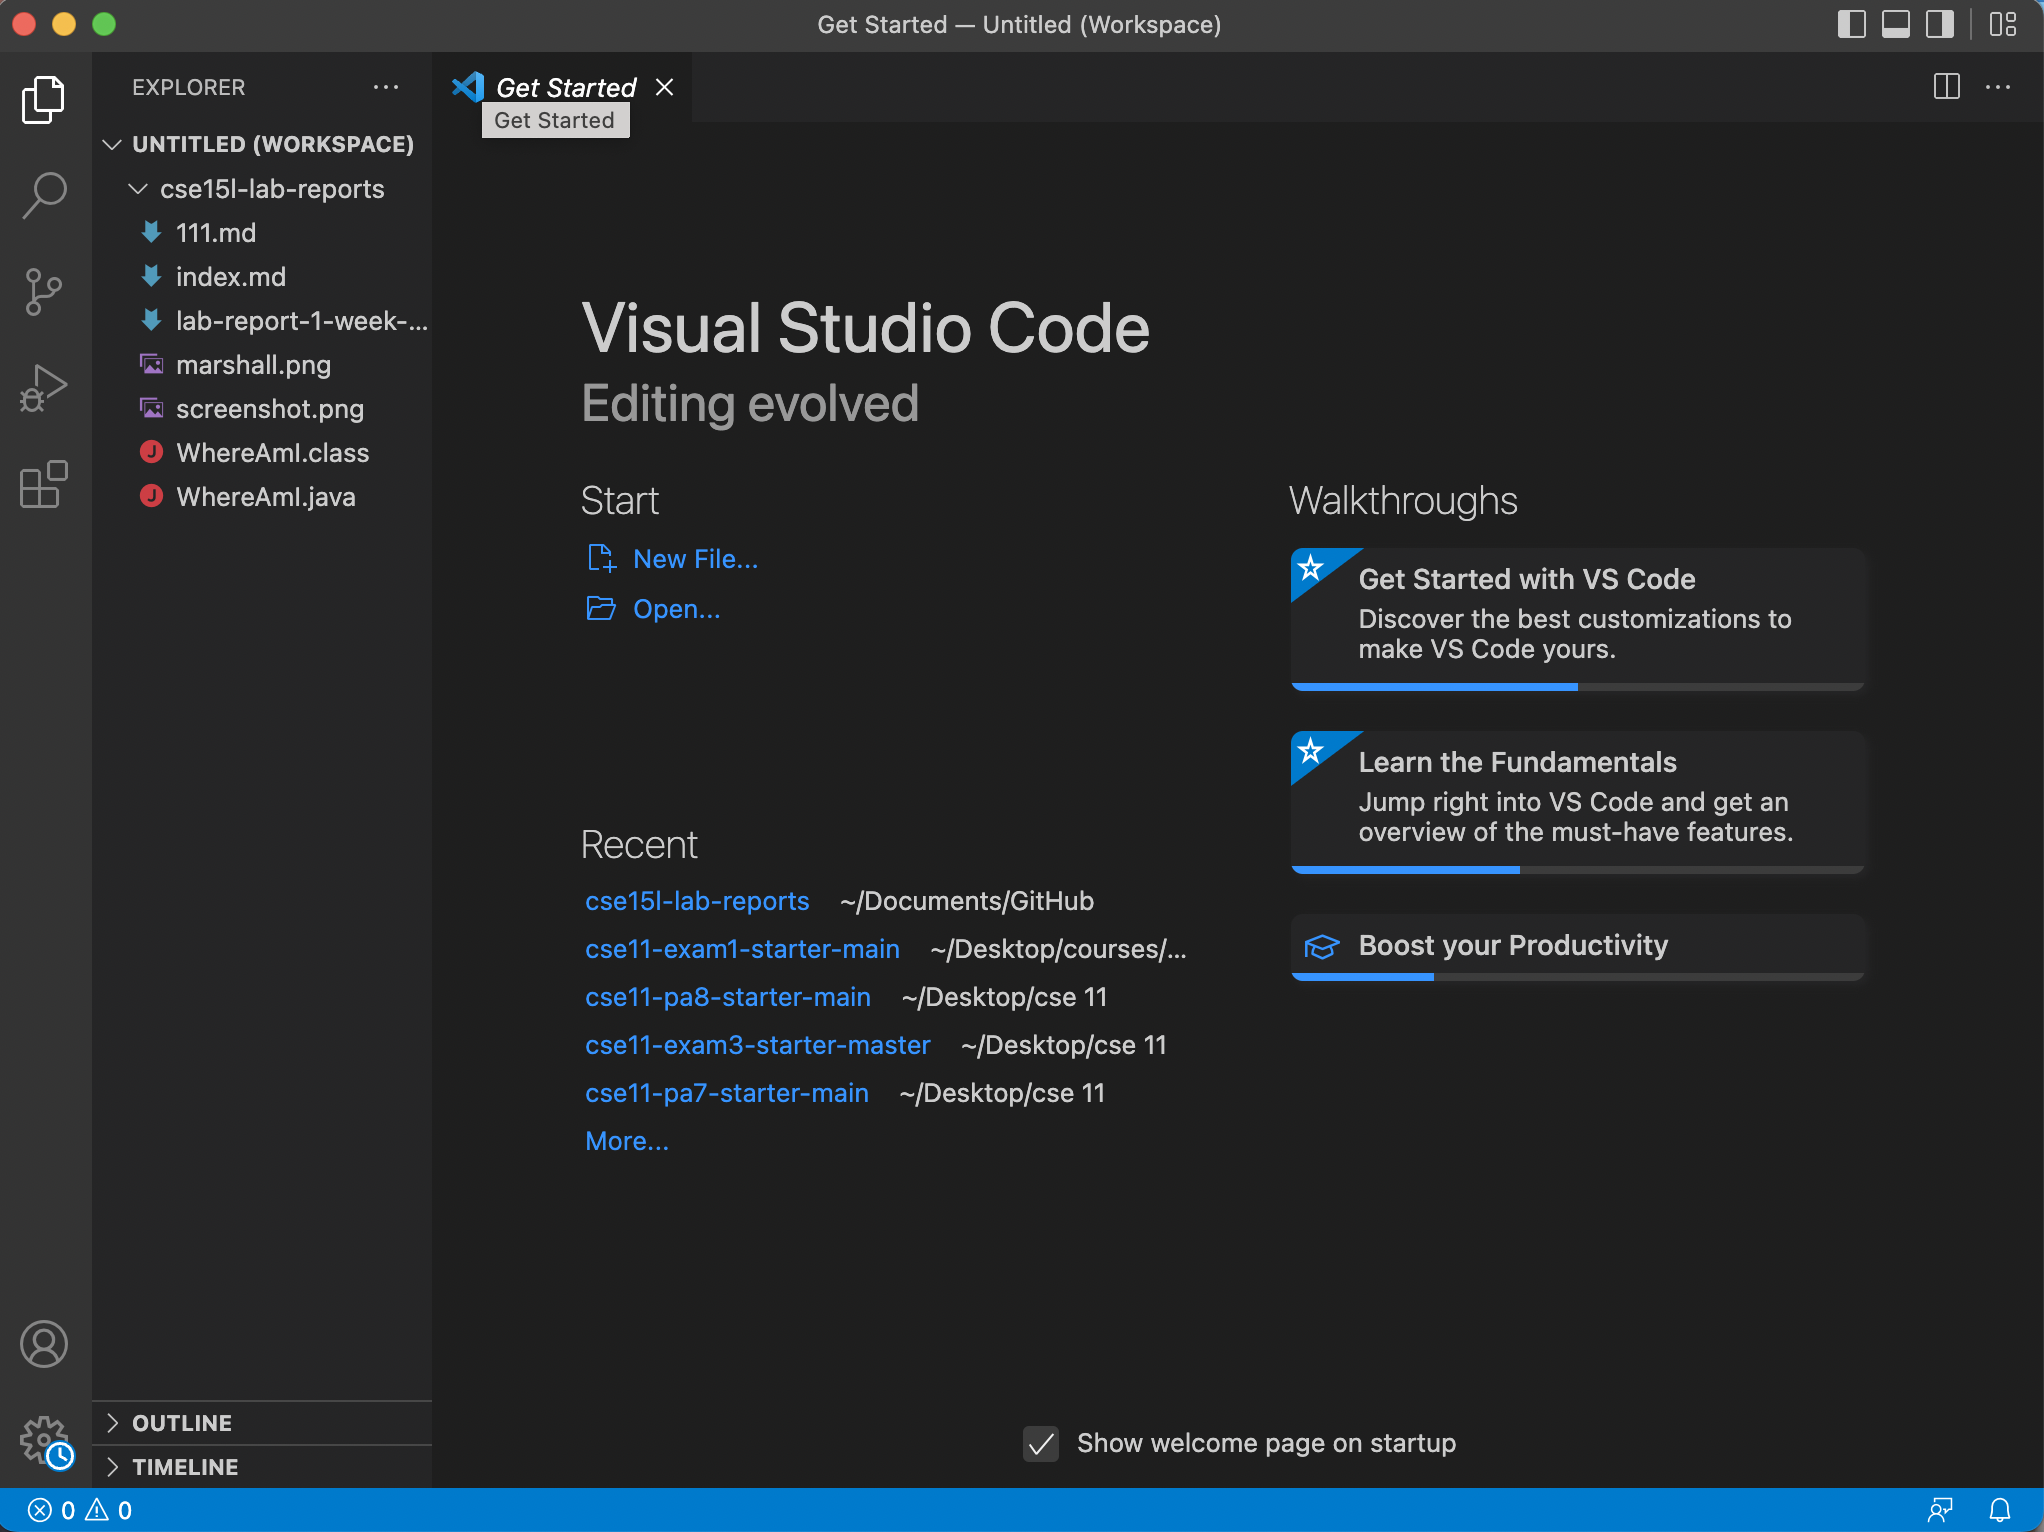 Get Started — Untitled (Workspace)
EXPLORER
Get Started
Get Started
UNTITLED (WORKSPACE)
cse15l-lab-reports
111.md
index.md
lab-report-1-week-...
marshall.png
screenshot.png
WhereAmI.class
WhereAmI.java
OUTLINE
TIMELINE
Visual Studio Code
Editing evolved
Start
New File...
Open...
Recent
cse15l-lab-reports ~/Documents/GitHub
cse11-exam1-starter-main ~/Desktop/courses/...
cse11-pa8-starter-main ~/Desktop/cse 11
cse11-exam3-starter-master ~/Desktop/cse 11
cse11-pa7-starter-main ~/Desktop/cse 11
More...
Walkthroughs
Get Started with VS Code
Discover the best customizations to
make VS Code yours.
Learn the Fundamentals
Jump right into VS Code and get an
overview of the must-have features.
Boost your Productivity
Show welcome page on startup
0 0